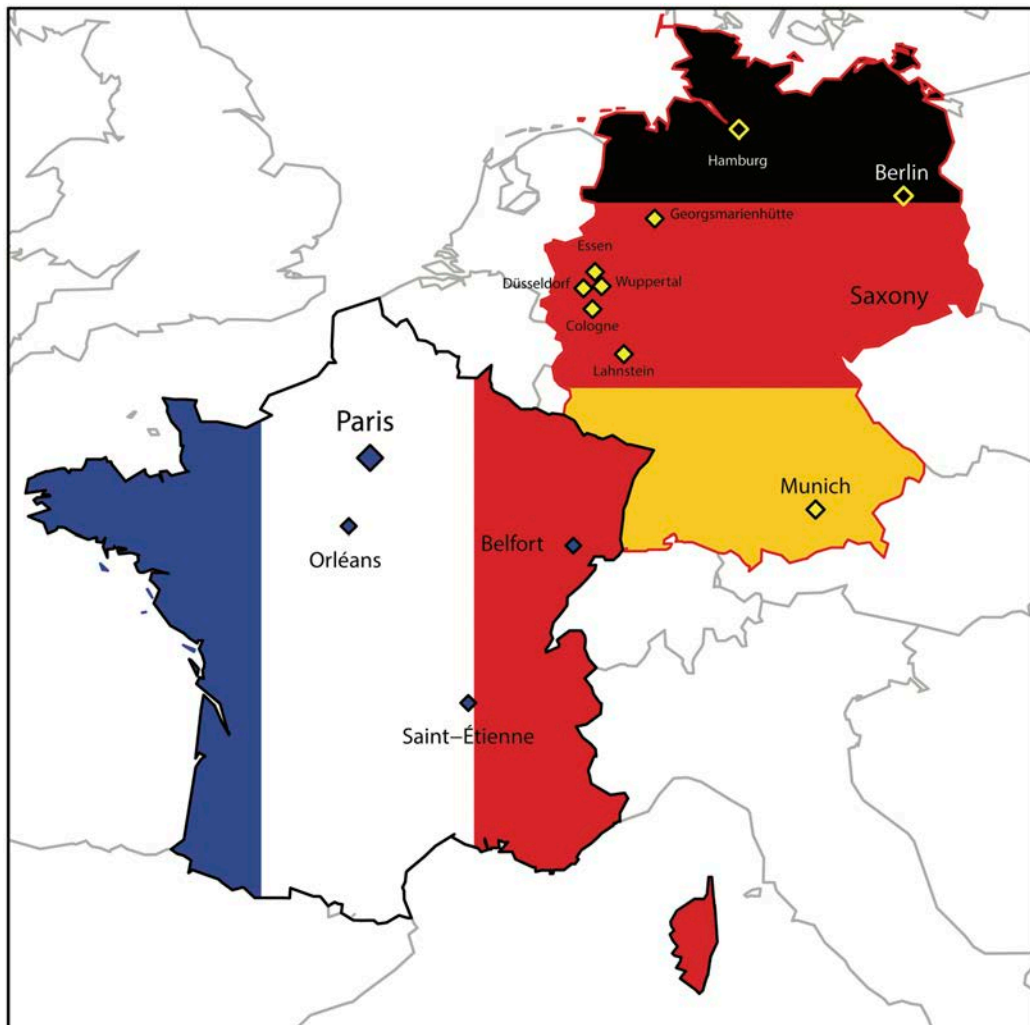 Hamburg
Berlin
Georgsmarienhütte
Essen
Düsseldorf
Wuppertal
Saxony
Cologne
Lahnstein
Paris
Munich
Orléans
Belfort
Saint–Étienne